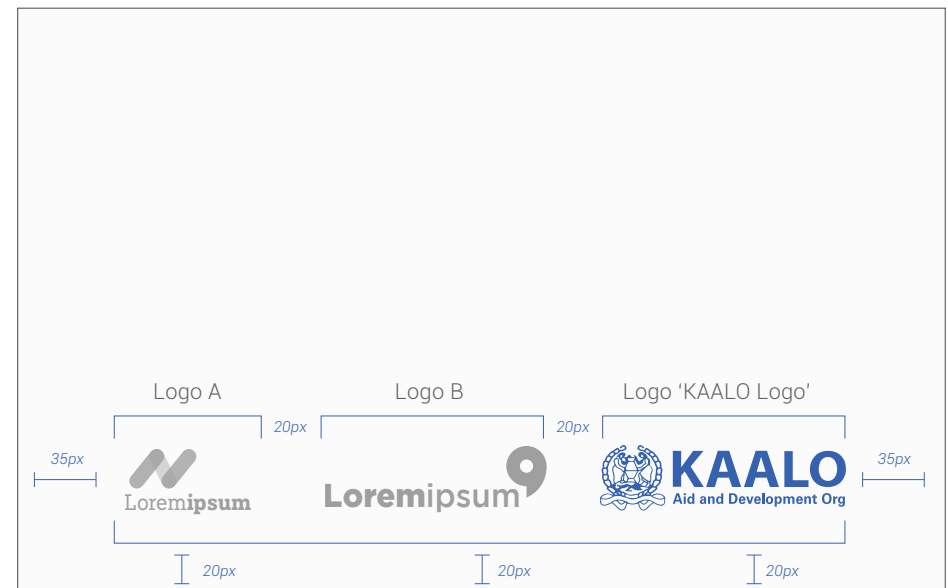 Logo A
Logo B
Logo ‘KAALO Logo’
20px
20px
35px
35px
Loremipsum
Loremipsum
KAALO
Aid and Development Org
20px
20px
20px